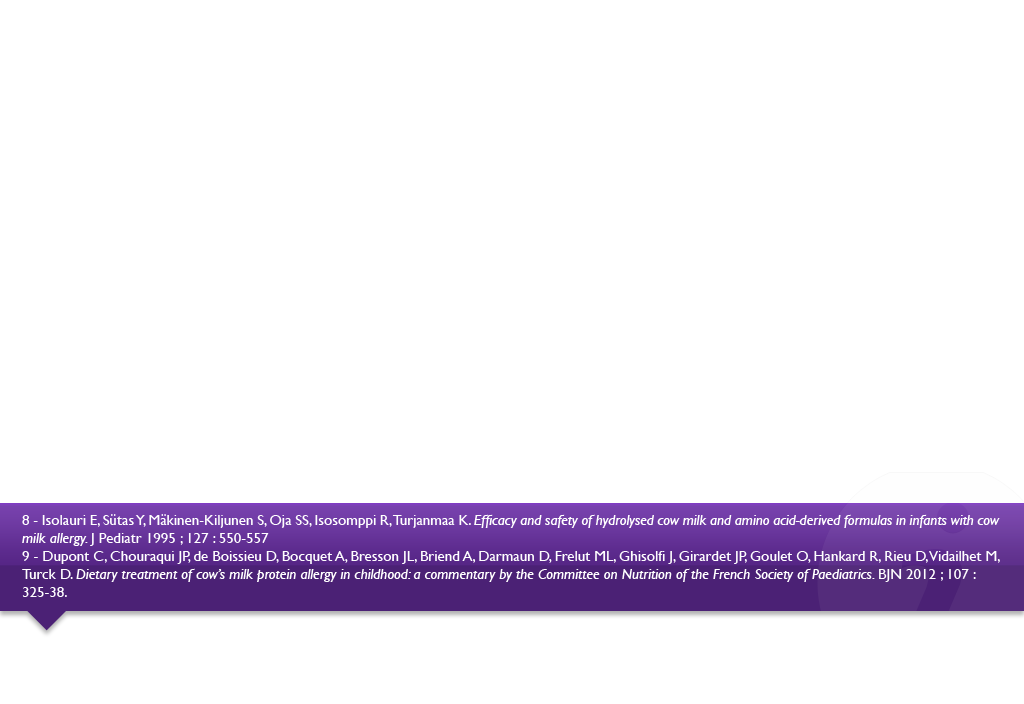 8 - Isolauri E, Sütas Y, Mäkinen-Kiljunen S, Oja SS, Isosomppi R, Turjanmaa K. Efficacy and safety of hydrolysed cow milk and amino acid-derived formulas in infants with cow
milk allergy. J Pediatr 1995 ; 127 : 550-557
9 - Dupont C, Chouraqui JP, de Boissieu D, Bocquet A, Bresson JL, Briend A, Darmaun D, Frelut ML, Ghisolfi J, Girardet JP, Goulet O, Hankard R, Rieu D, Vidailhet M,
Turck D. Dietary treatment of cow's milk protein allergy in childhood: a commentary by the Committee on Nutrition of the French Society of Paediatrics. BJN 2012 ; 107 :
325-38.